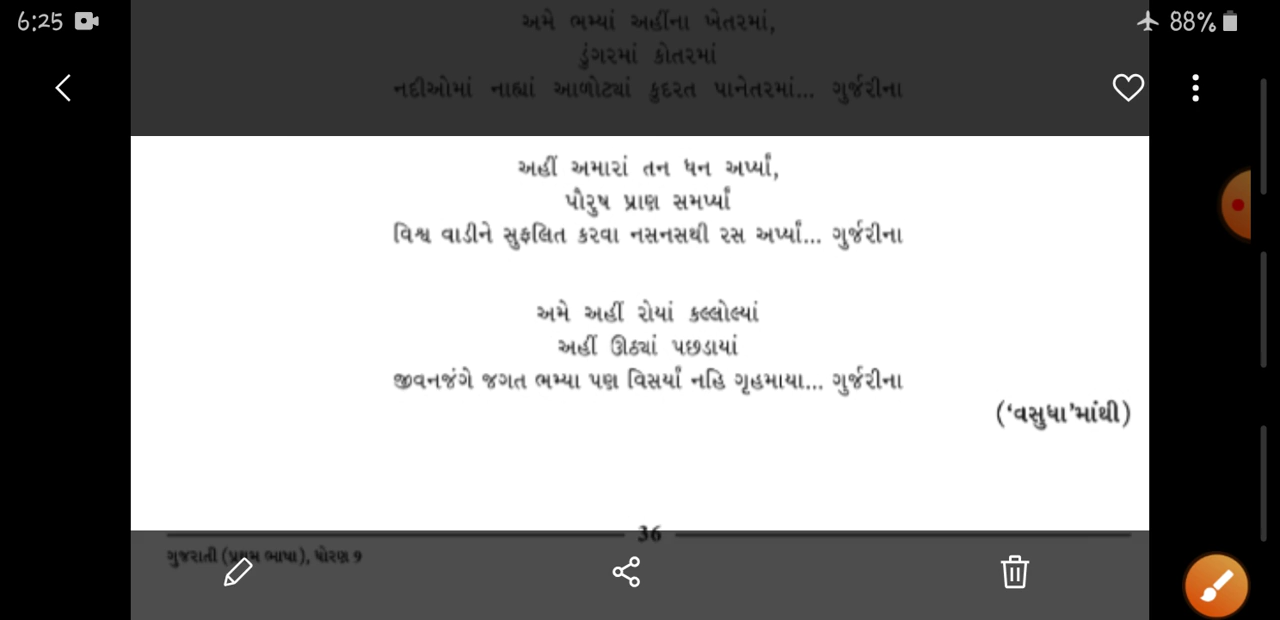 6:25
88%
અમે ભમ્યાં અહીંના ખેતરમાં,
ડુંગરમાં કોતરમાં
નદીઓમાં નાહ્યાં આળોટ્યાં કુદરત પાનેતરમાં... ગુર્જરીના
અહીં અમારાં તન ધન અર્પ્યાં,
પૌરુષ પ્રાણ સમર્પ્યાં
વિશ્વ વાડીને સુફલિત કરવા નસનસથી રસ અર્પ્યાં... ગુર્જરીના
અમે અહીં રોયાં કલ્લોલ્યાં
અહીં ઊઠ્યાં પછડાયાં
જીવનજંગે જગત ભમ્યા પણ વિસર્યાં નહિ ગૃહમાયા... ગુર્જરીના
(‘વસુધા’માંથી)
36
ગુજરાતી (પ્રથમ ભાષા), ધોરણ 9